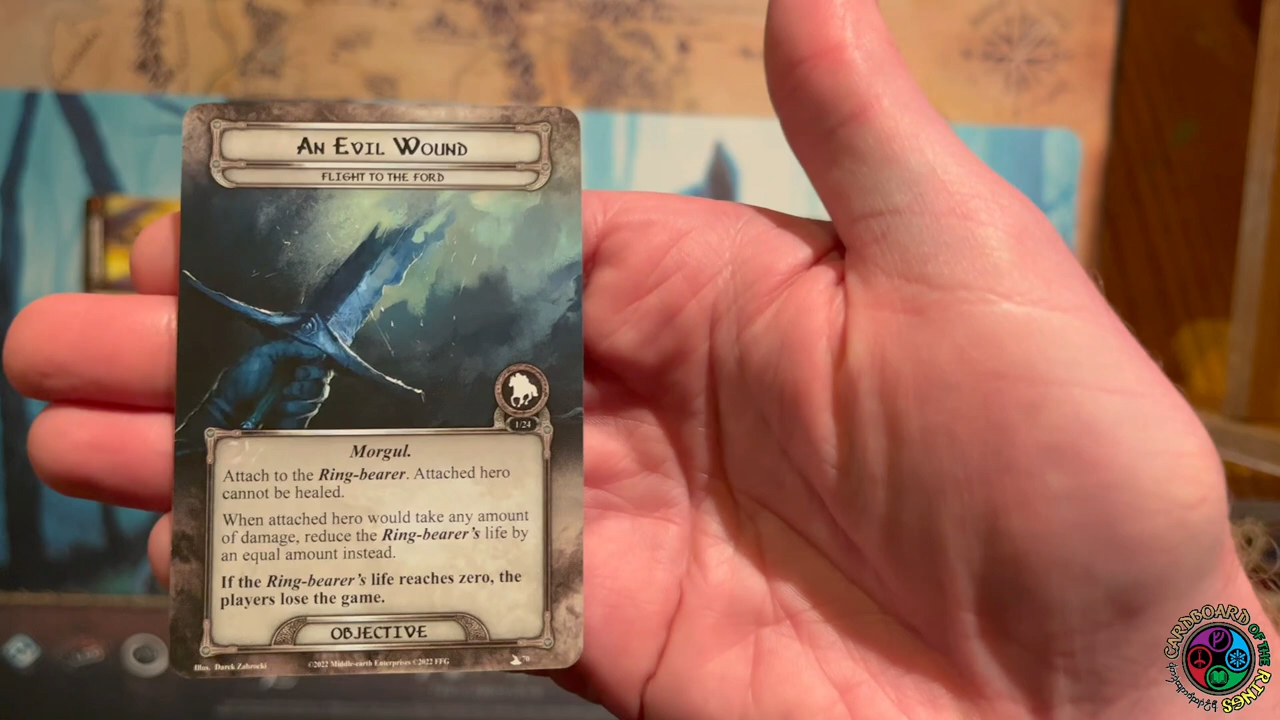 An Evil Wound
Flight to the Ford
1/24
Morgul.
Attach to the Ring-bearer. Attached hero
cannot be healed.
When attached hero would take any amount
of damage, reduce the Ring-bearer's life by
an equal amount instead.
If the Ring-bearer's life reaches zero, the
players lose the game.
Objective
Illus. Darek Zabrocki
©2022 Middle-earth Enterprises ©2022 FFG
70
CARDBOARD OF THE RINGS